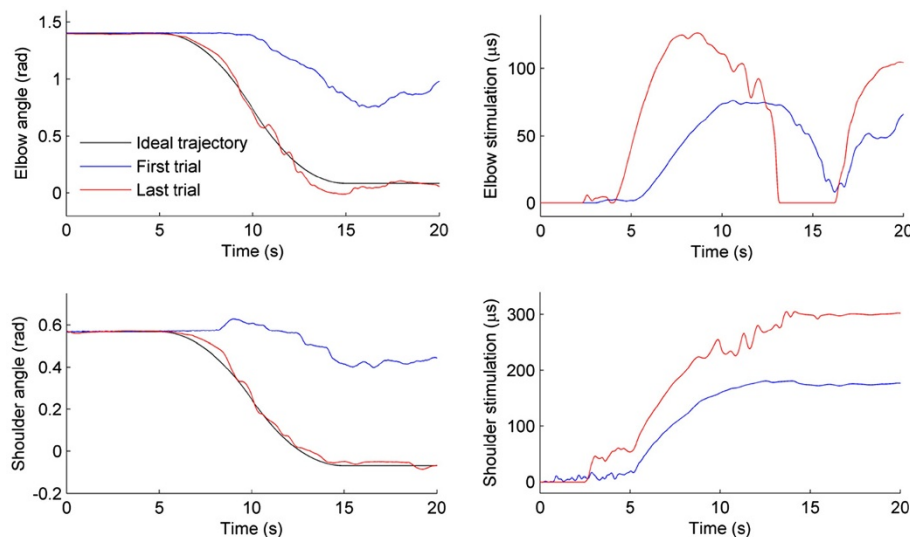 Elbow angle (rad)
1.5
1
0.5
0
Ideal trajectory
First trial
Last trial
0 5 10 15 20
Time (s)
Elbow stimulation (μs)
100
50
0
0 5 10 15 20
Time (s)
Shoulder angle (rad)
0.6
0.4
0.2
0
-0.2
0 5 10 15 20
Time (s)
Shoulder stimulation (μs)
300
200
100
0
0 5 10 15 20
Time (s)